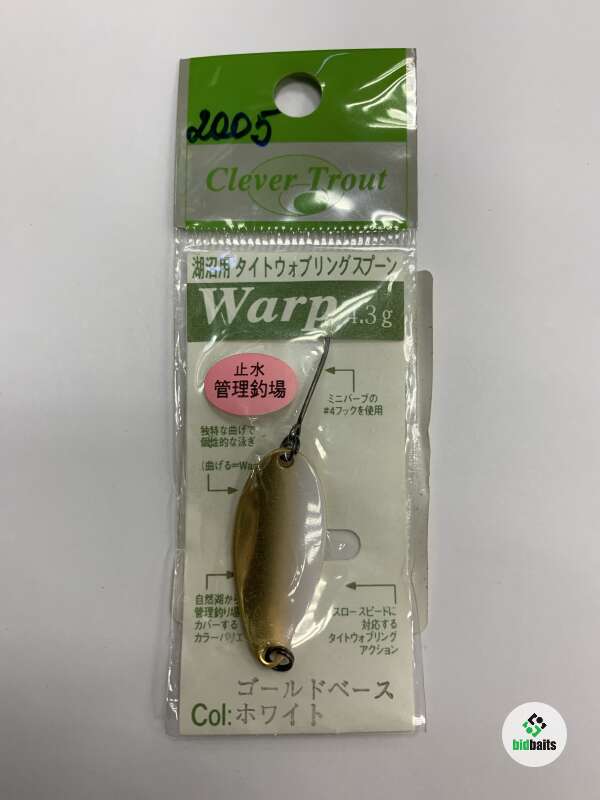 2005
Clever Trout
湖沼用 タイトウォブリングスプーン
Warp 4.3g
止水
管理釣場
ミニバーブの
#4フックを使用
独特な曲げで
個性的な泳ぎ
(曲げる=Wa
自然湖から
管理釣り場
カバーする
カラーバリエ
スロースピードに
対応する
タイトウォブリング
アクション
Col: ゴールドベース
ホワイト
bidbaits